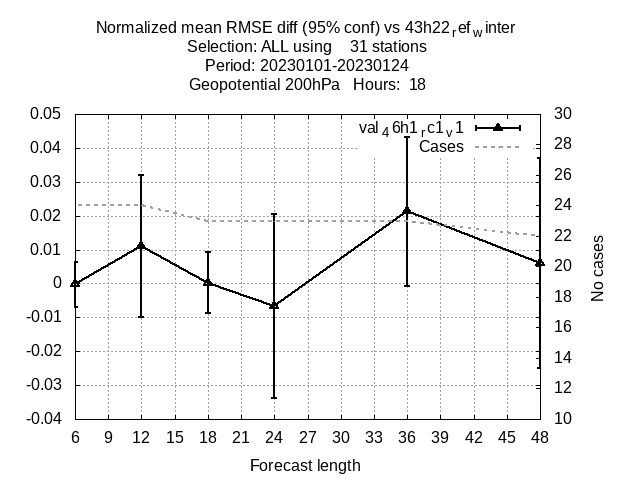 Normalized mean RMSE diff (95% conf) vs 43h22refwinter
Selection: ALL using    31 stations
Period: 20230101-20230124
Geopotential 200hPa   Hours:  18
val46h1rc1v1
Cases
0.05
0.04
0.03
0.02
0.01
0
-0.01
-0.02
-0.03
-0.04
30
28
26
24
22
20
18
16
14
12
10
No cases
6 9 12 15 18 21 24 27 30 33 36 39 42 45 48
Forecast length